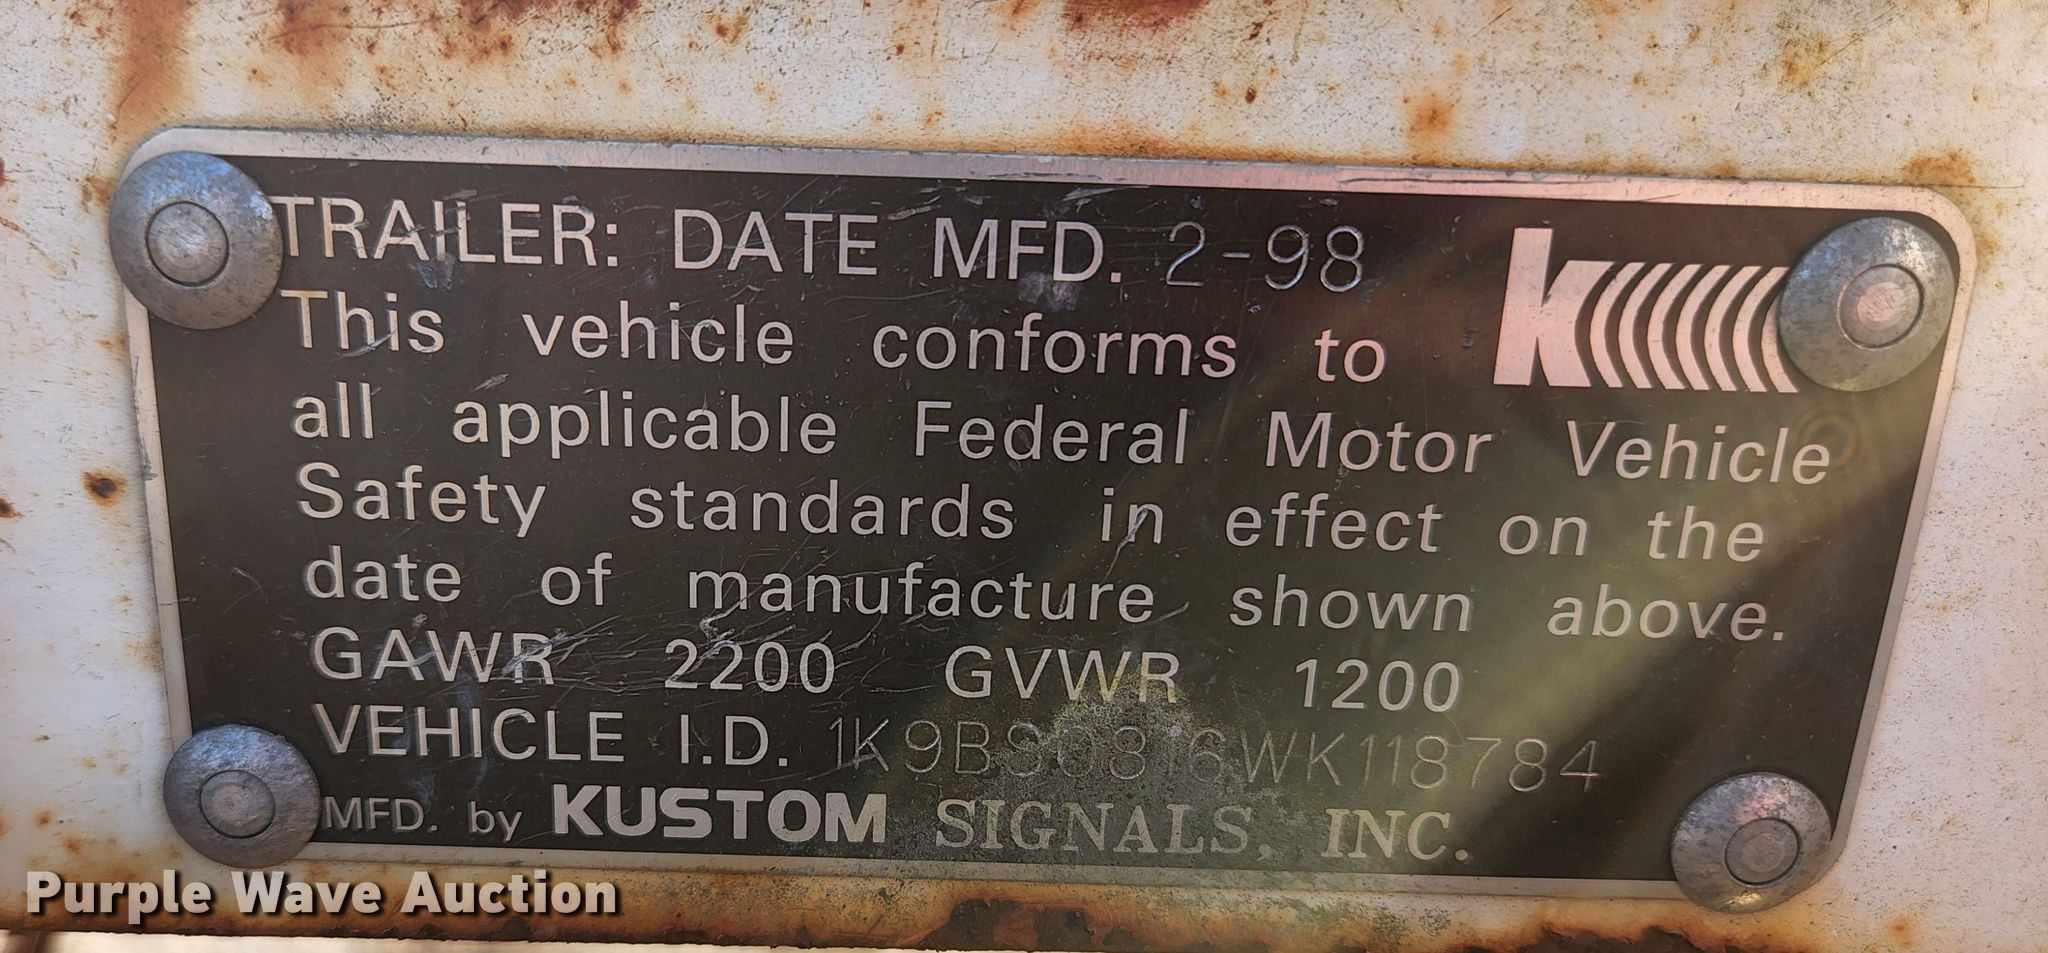 TRAILER: DATE MFD. 2-98
K
This vehicle conforms to
all applicable Federal Motor Vehicle
Safety standards in effect on the
date of manufacture shown above.
GAWR 2200 GVWR 1200
VEHICLE I.D.
MFD. by KUSTOM SIGNALS, INC.
Purple Wave Auction